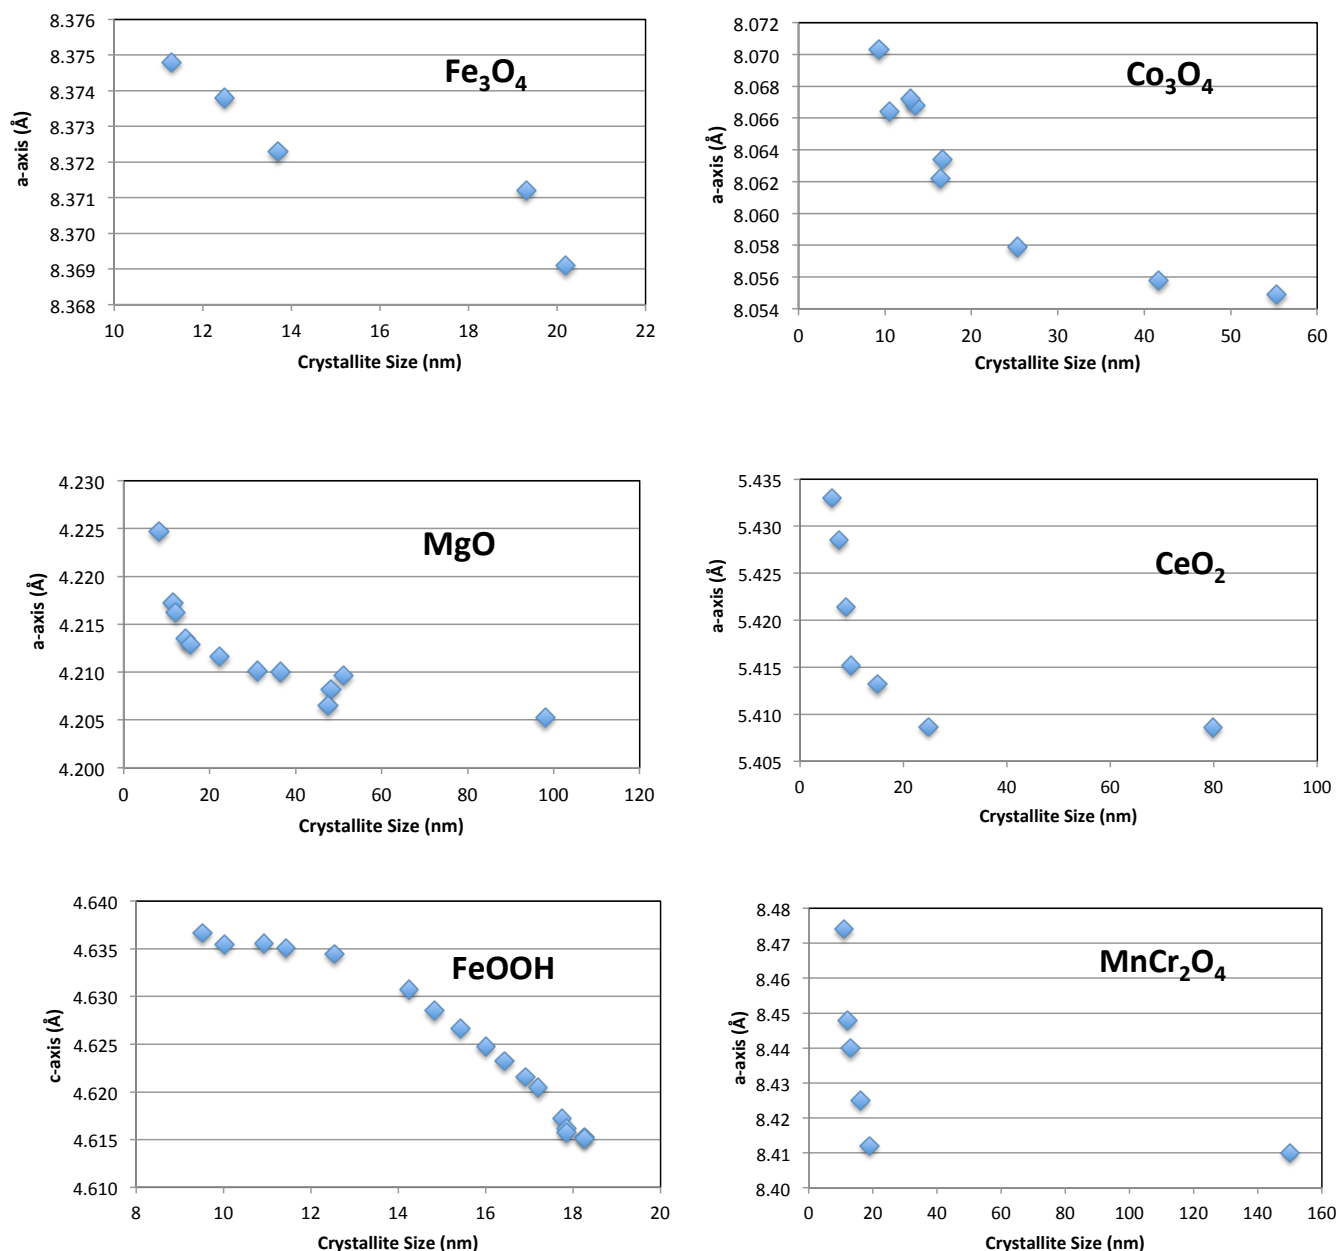 8.376
8.375
8.374
8.373
8.372
8.371
8.370
8.369
8.368
a-axis (Å)
Fe₃O₄
10 12 14 16 18 20 22
Crystallite Size (nm)
8.072
8.070
8.068
8.066
8.064
8.062
8.060
8.058
8.056
8.054
a-axis (Å)
Co₃O₄
0 10 20 30 40 50 60
Crystallite Size (nm)
4.230
4.225
4.220
4.215
4.210
4.205
4.200
a-axis (Å)
MgO
0 20 40 60 80 100 120
Crystallite Size (nm)
5.435
5.430
5.425
5.420
5.415
5.410
5.405
a-axis (Å)
CeO₂
0 20 40 60 80 100
Crystallite Size (nm)
4.640
4.635
4.630
4.625
4.620
4.615
4.610
c-axis (Å)
FeOOH
8 10 12 14 16 18 20
Crystallite Size (nm)
8.48
8.47
8.46
8.45
8.44
8.43
8.42
8.41
8.40
a-axis (Å)
MnCr₂O₄
0 20 40 60 80 100 120 140 160
Crystallite Size (nm)